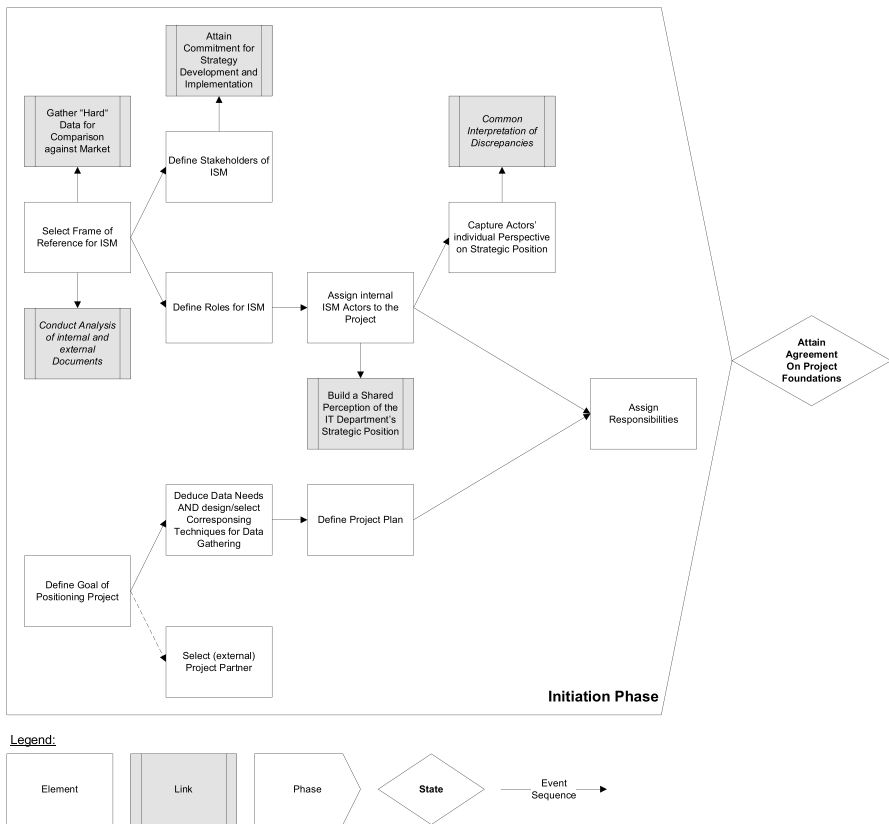 Attain
Commitment for
Strategy
Development and
Implementation
Gather "Hard"
Data for
Comparison
against Market
Common
Interpretation of
Discrepancies
Define Stakeholders of
ISM
Select Frame of
Reference for ISM
Capture Actors'
individual Perspective
on Strategic Position
Define Roles for ISM
Assign internal
ISM Actors to the
Project
Conduct Analysis
of internal and
external
Documents
Attain
Agreement
On Project
Foundations
Build a Shared
Perception of the
IT Department's
Strategic Position
Assign
Responsibilities
Deduce Data Needs
AND design/select
Corresponsing
Techniques for Data
Gathering
Define Project Plan
Define Goal of
Positioning Project
Select (external)
Project Partner
Initiation Phase
Legend:
Element
Link
Phase
State
Event
Sequence